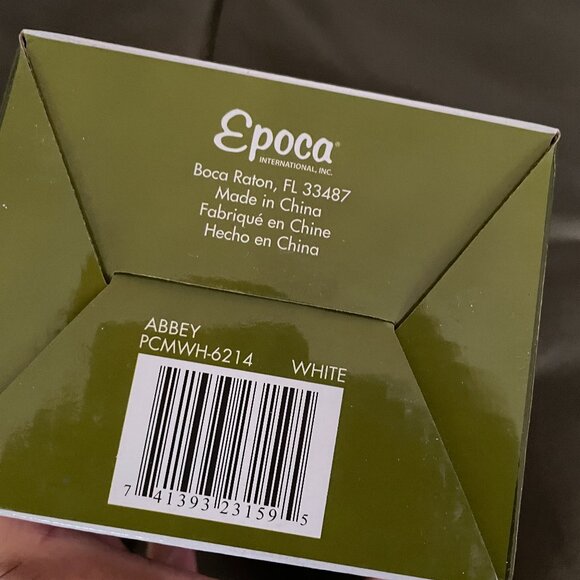 Epoca®
INTERNATIONAL, INC.
Boca Raton, FL 33487
Made in China
Fabriqué en Chine
Hecho en China
ABBEY
PCMWH-6214 WHITE
7 41393 23159 5